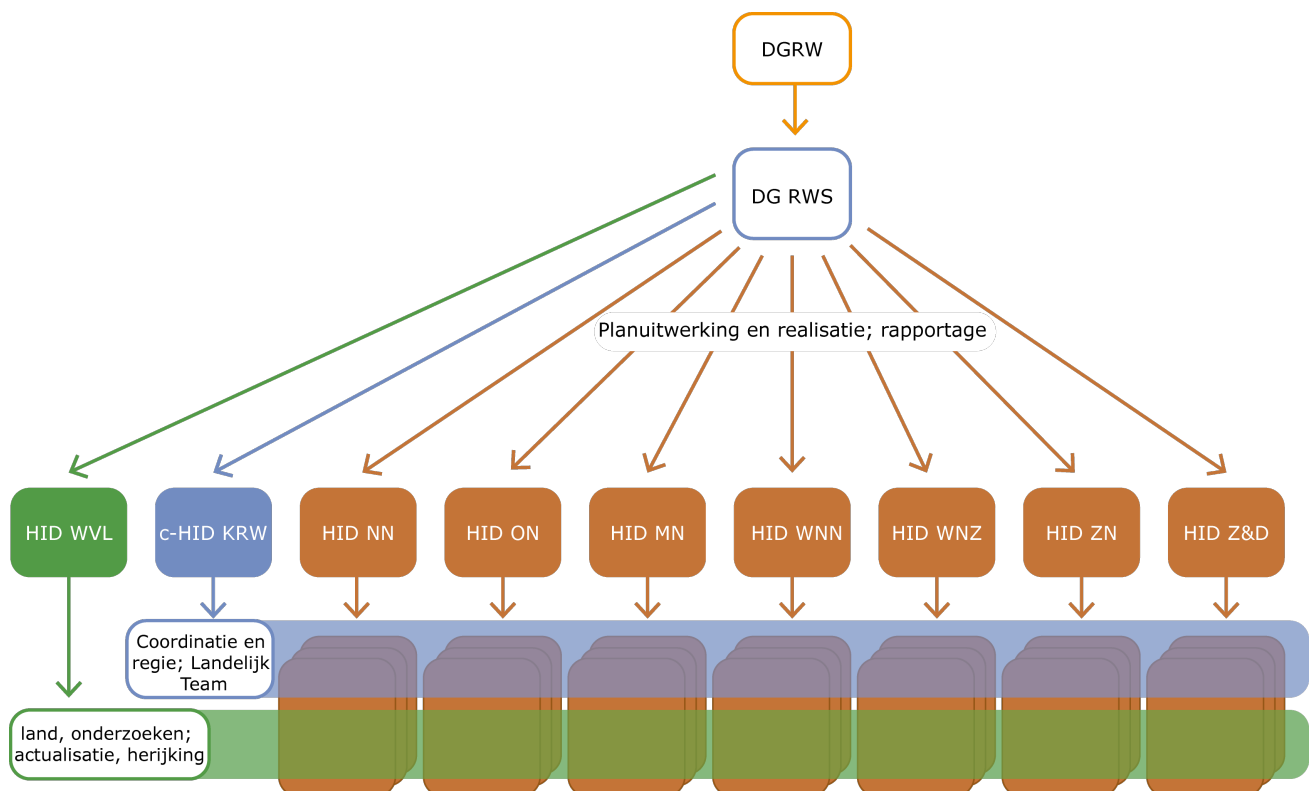 DGRW
DG RWS
Planuitwerking en realisatie; rapportage
HID WVL
c-HID KRW
HID NN
HID ON
HID MN
HID WNN
HID WNZ
HID ZN
HID Z&D
Coordinatie en
regie; Landelijk
Team
land, onderzoeken;
actualisatie, herijking